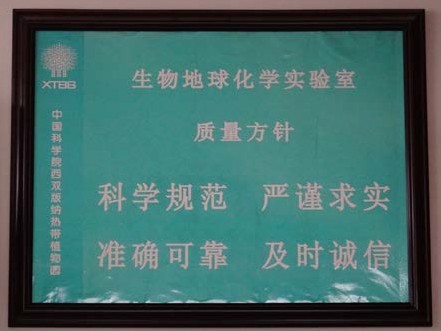 XTBG
中国科学院西双版纳热带植物园
生物地球化学实验室
质量方针
科学规范 严谨求实
准确可靠 及时诚信